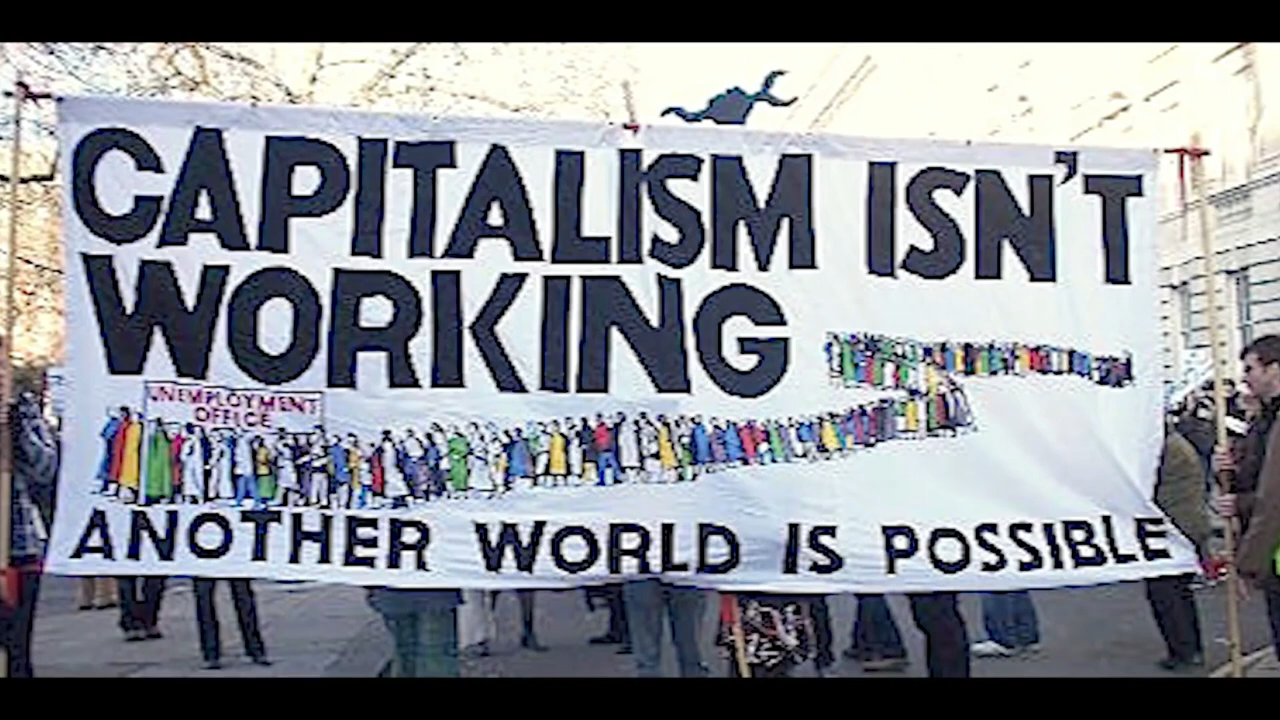 CAPITALISM ISN'T
WORKING
UNEMPLOYMENT
OFFICE
ANOTHER WORLD IS POSSIBLE